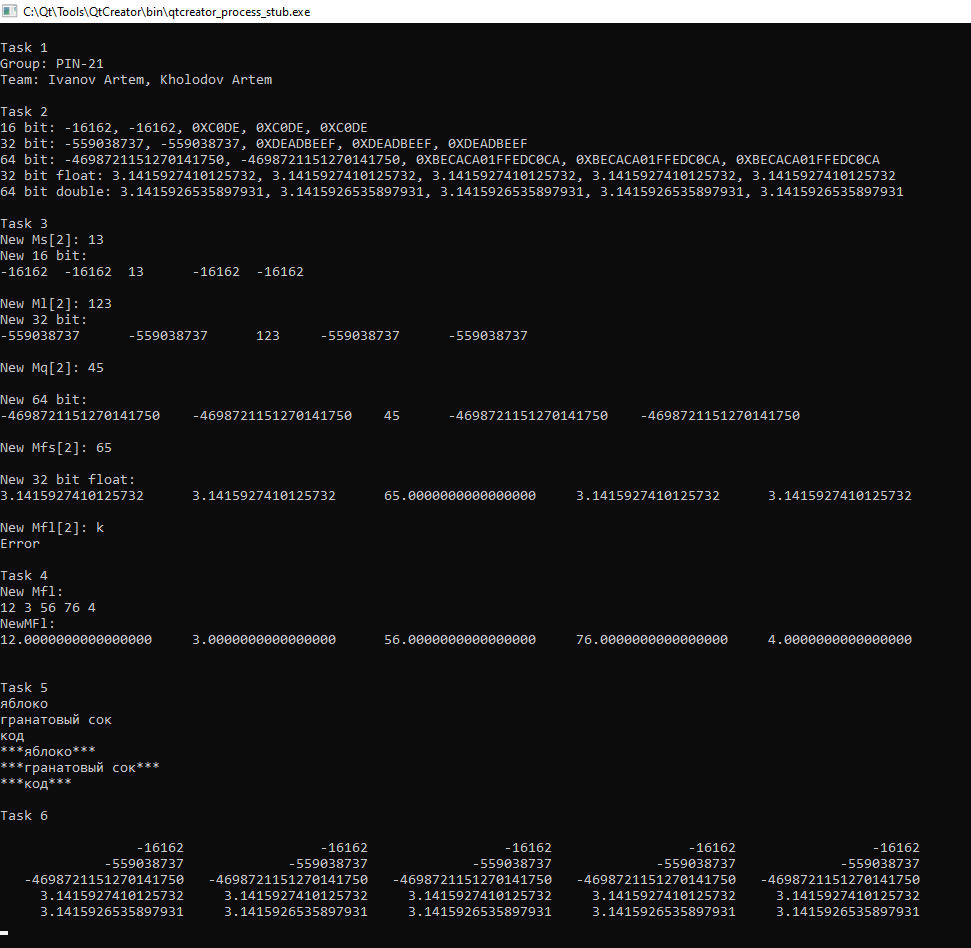 C:\Qt\Tools\QtCreator\bin\qtcreator_process_stub.exe
Task 1
Group: PIN-21
Team: Ivanov Artem, Kholodov Artem
Task 2
16 bit: -16162, -16162, 0XC0DE, 0XC0DE, 0XC0DE
32 bit: -559038737, -559038737, 0XDEADBEEF, 0XDEADBEEF, 0XDEADBEEF
64 bit: -4698721151270141750, -4698721151270141750, 0XBECACA01FFEDC0CA, 0XBECACA01FFEDC0CA, 0XBECACA01FFEDC0CA
32 bit float: 3.1415927410125732, 3.1415927410125732, 3.1415927410125732, 3.1415927410125732, 3.1415927410125732
64 bit double: 3.1415926535897931, 3.1415926535897931, 3.1415926535897931, 3.1415926535897931, 3.1415926535897931
Task 3
New Ms[2]: 13
New 16 bit:
-16162 -16162 13 -16162 -16162
New Ml[2]: 123
New 32 bit:
-559038737 -559038737 123 -559038737 -559038737
New Mq[2]: 45
New 64 bit:
-4698721151270141750 -4698721151270141750 45 -4698721151270141750 -4698721151270141750
New Mfs[2]: 65
New 32 bit float:
3.1415927410125732 3.1415927410125732 65.0000000000000000 3.1415927410125732 3.1415927410125732
New Mfl[2]: k
Error
Task 4
New Mfl:
12 3 56 76 4
NewMFl:
12.0000000000000000 3.0000000000000000 56.0000000000000000 76.0000000000000000 4.0000000000000000
Task 5
яблоко
гранатовый сок
код
***яблоко***
***гранатовый сок***
***код***
Task 6
-16162 -16162 -16162 -16162 -16162
-559038737 -559038737 -559038737 -559038737 -559038737
-4698721151270141750 -4698721151270141750 -4698721151270141750 -4698721151270141750 -4698721151270141750
3.1415927410125732 3.1415927410125732 3.1415927410125732 3.1415927410125732 3.1415927410125732
3.1415926535897931 3.1415926535897931 3.1415926535897931 3.1415926535897931 3.1415926535897931